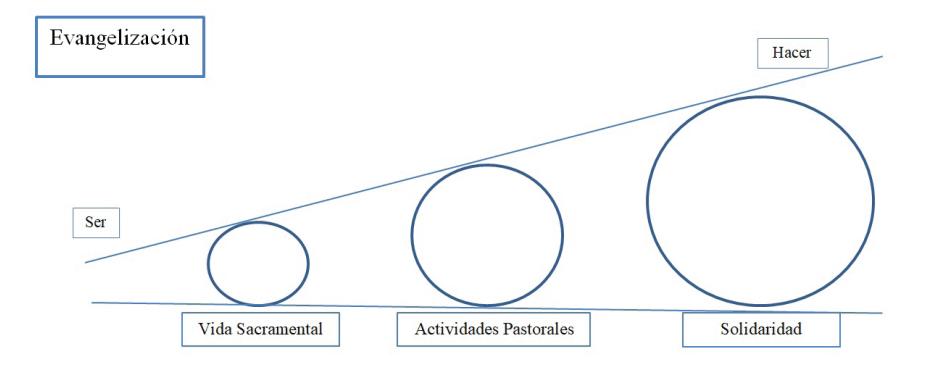 Evangelización
Hacer
Ser
Vida Sacramental
Actividades Pastorales
Solidaridad